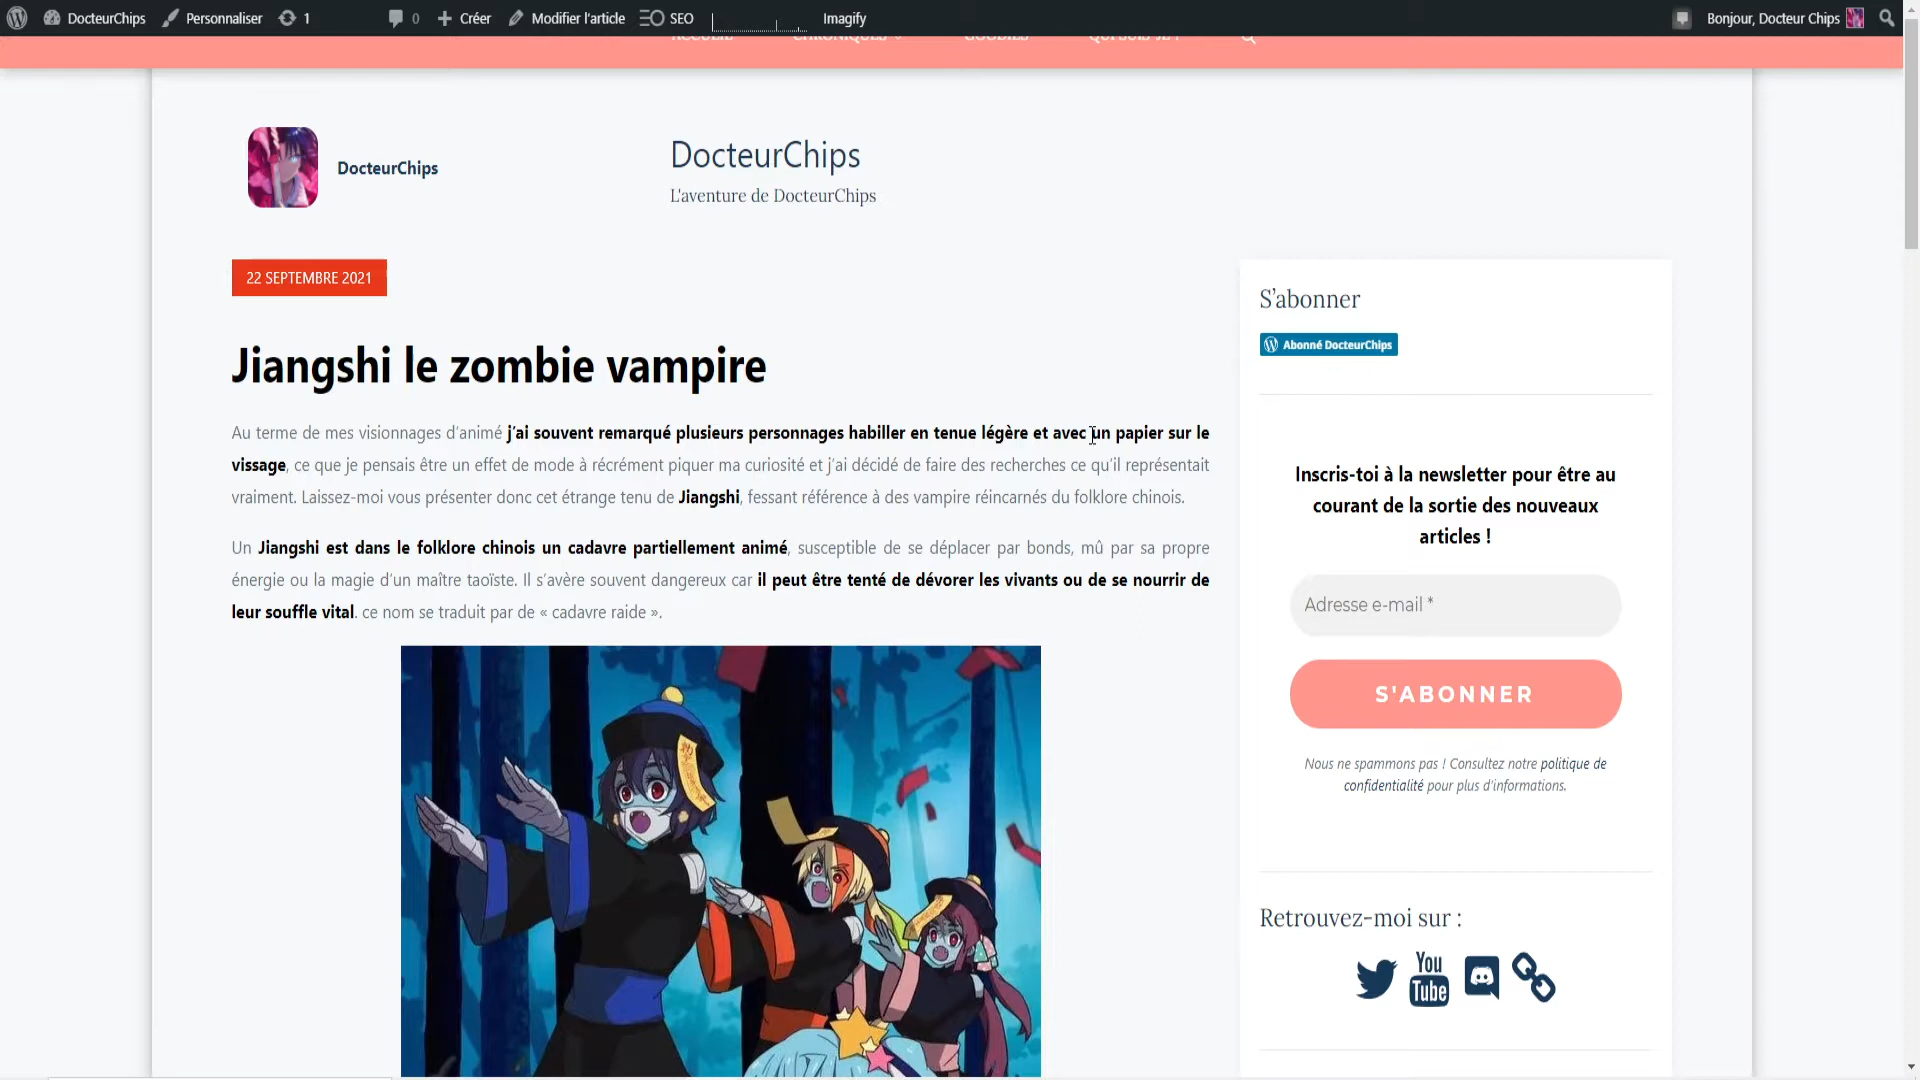 DocteurChips Personnaliser 1 0 Créer Modifier l'article SEO Imagify Bonjour, Docteur Chips
ACCUEIL CHRONIQUES GOODIES QUI SUIS-JE ?
DocteurChips
DocteurChips
L'aventure de DocteurChips
22 SEPTEMBRE 2021
Jiangshi le zombie vampire
Au terme de mes visionnages d’animé j’ai souvent remarqué plusieurs personnages habiller en tenue légère et avec un papier sur le
vissage, ce que je pensais être un effet de mode à récrément piquer ma curiosité et j’ai décidé de faire des recherches ce qu’il représentait
vraiment. Laissez-moi vous présenter donc cet étrange tenu de Jiangshi, fessant référence à des vampire réincarnés du folklore chinois.
Un Jiangshi est dans le folklore chinois un cadavre partiellement animé, susceptible de se déplacer par bonds, mû par sa propre
énergie ou la magie d’un maître taoïste. Il s’avère souvent dangereux car il peut être tenté de dévorer les vivants ou de se nourrir de
leur souffle vital. ce nom se traduit par de « cadavre raide ».
S’abonner
Abonné DocteurChips
Inscris-toi à la newsletter pour être au
courant de la sortie des nouveaux
articles !
Adresse e-mail *
S'ABONNER
Nous ne spammons pas ! Consultez notre politique de
confidentialité pour plus d’informations.
Retrouvez-moi sur :
You
Tube